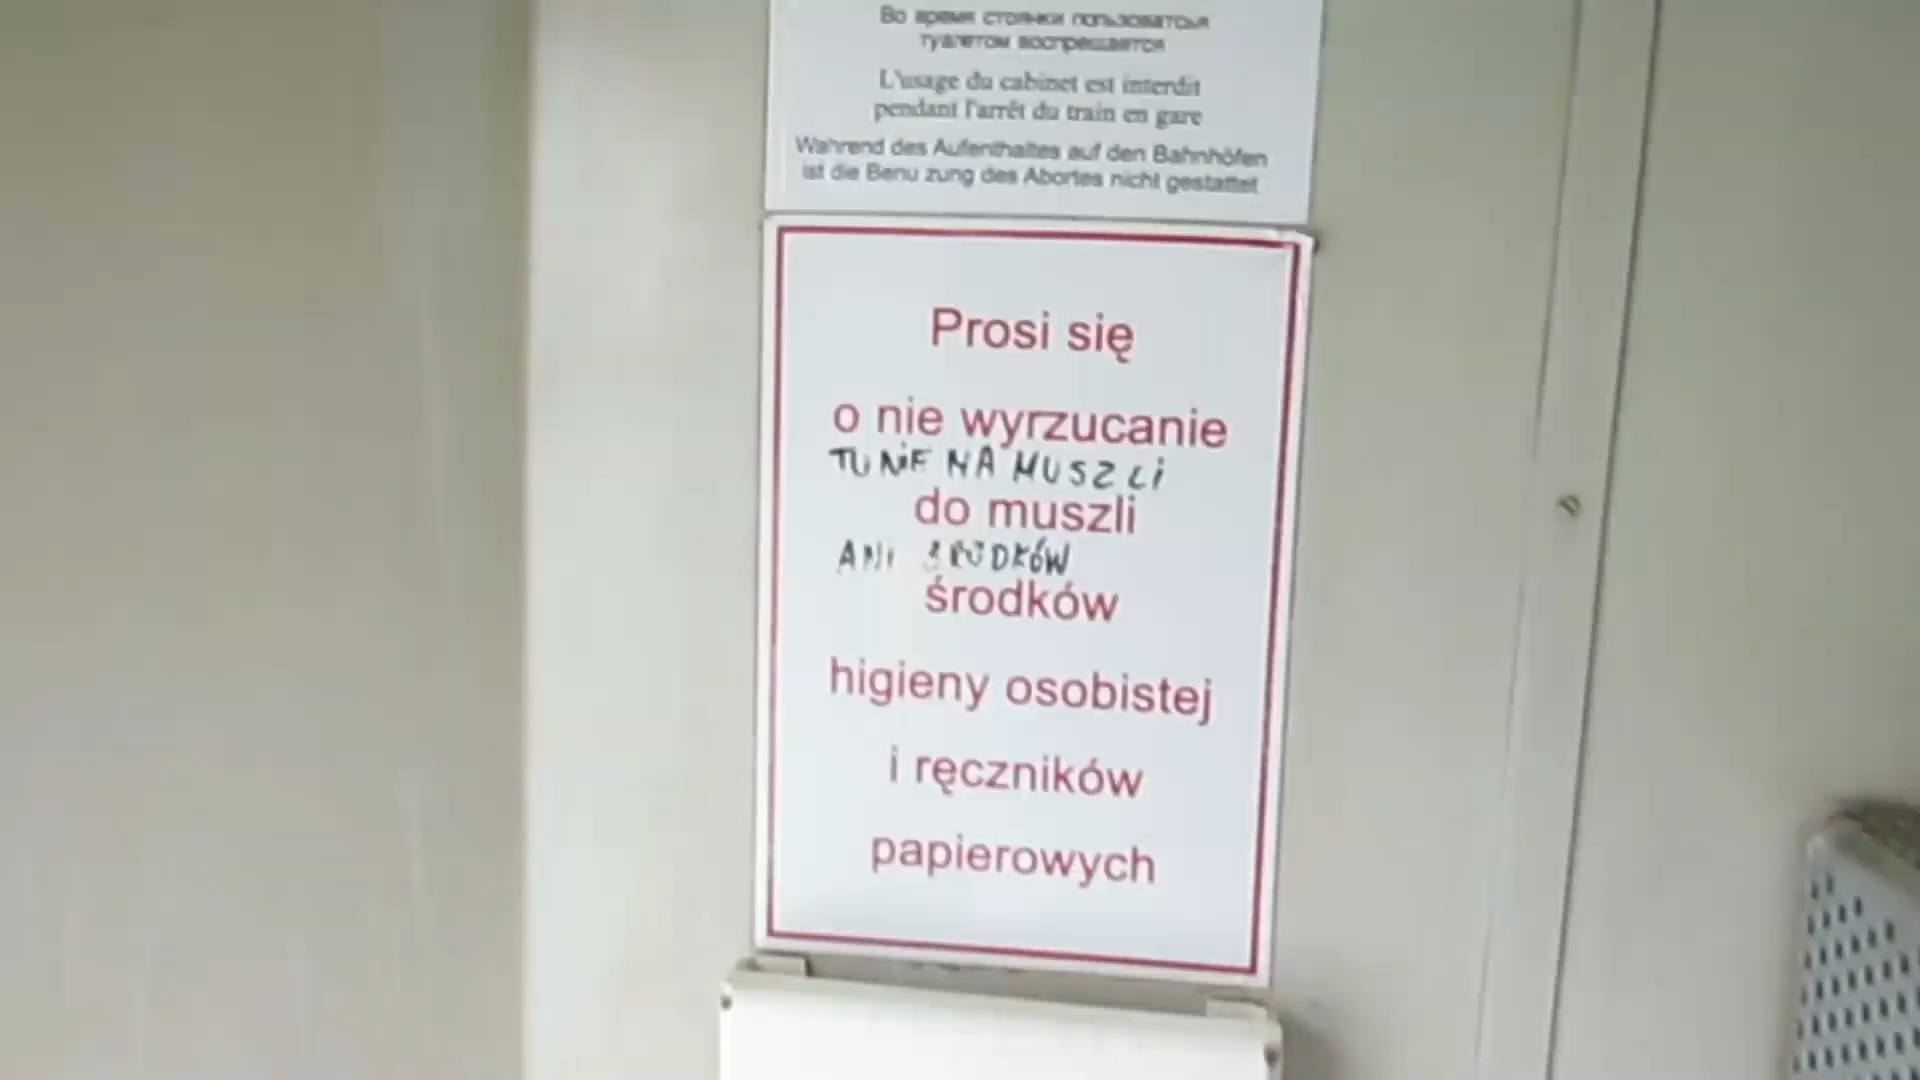 Во время стоянки пользоваться
туалетом воспрещается
L'usage du cabinet est interdit
pendant l'arrêt du train en gare
Wahrend des Aufenthaltes auf den Bahnhöfen
ist die Benu zung des Abortes nicht gestattet
Prosi się
o nie wyrzucanie
TU NIE NA MUSZLI
do muszli
ANI ŚRODKÓW
środków
higieny osobistej
i ręczników
papierowych